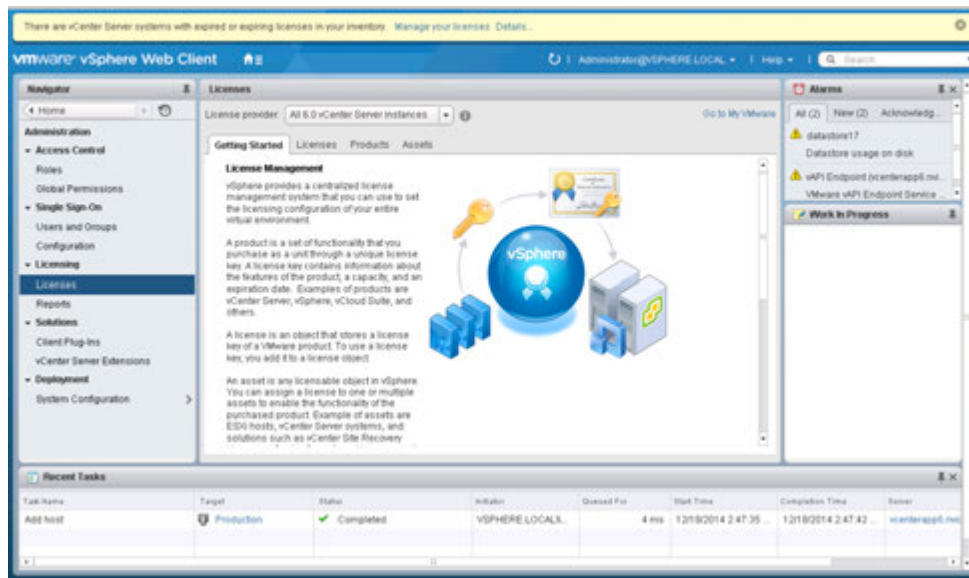 There are vCenter Server systems with expired or expiring licenses in your inventory. Manage your licenses Details...
vmware vSphere Web Client
Administrator@VSPHERE.LOCAL
Help
Search
Navigator
Home
Administration
Access Control
Roles
Global Permissions
Single Sign-On
Users and Groups
Configuration
Licensing
Licenses
Reports
Solutions
Client Plug-Ins
vCenter Server Extensions
Deployment
System Configuration
Licenses
License provider: All 6.0 vCenter Server instances
Go to My VMware
Getting Started Licenses Products Assets
License Management
vSphere provides a centralized license
management system that you can use to set
the licensing configuration of your entire
virtual environment.
A product is a set of functionality that you
purchase as a unit through a unique license
key. A license key contains information about
the features of the product, a capacity, and an
expiration date. Examples of products are
vCenter Server, vSphere, vCloud Suite, and
others.
A license is an object that stores a license
key of a VMware product. To use a license
key, you add it to a license object.
An asset is any licensable object in vSphere.
You can assign a license to one or multiple
assets to enable the functionality of the
purchased product. Example of assets are
ESXi hosts, vCenter Server systems, and
solutions such as vCenter Site Recovery
vSphere
Alarms
All (2) New (2) Acknowledg...
datastore17
Datastore usage on disk
vAPI Endpoint (vcenterapp6.nwc...
VMware vAPI Endpoint Service ...
Work In Progress
Recent Tasks
Task Name Target Status Initiator Queued For Start Time Completion Time Server
Add host Production Completed VSPHERE.LOCAL\... 4 ms 12/18/2014 2:47:35 ... 12/18/2014 2:47:42 ... vcenterapp6.nwc